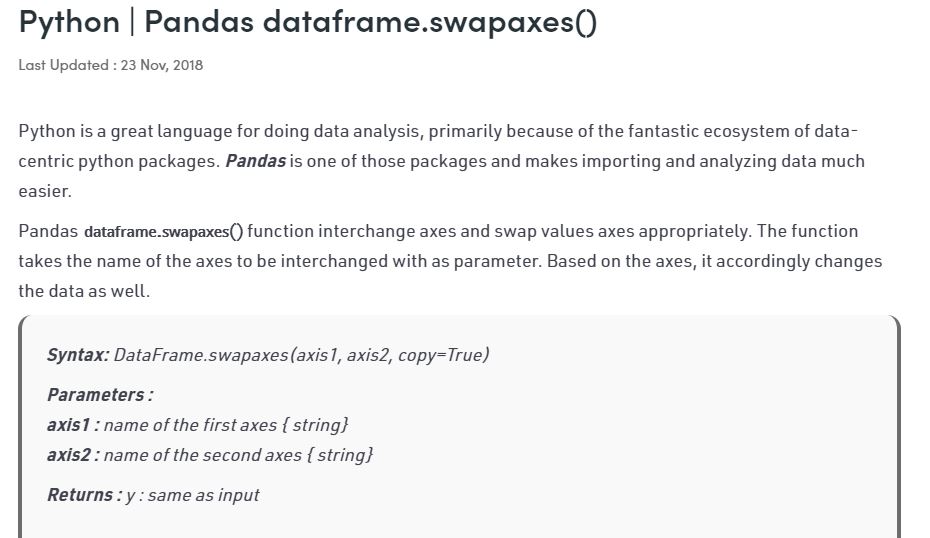 Python | Pandas dataframe.swapaxes()
Last Updated : 23 Nov, 2018
Python is a great language for doing data analysis, primarily because of the fantastic ecosystem of data-
centric python packages. Pandas is one of those packages and makes importing and analyzing data much
easier.
Pandas dataframe.swapaxes() function interchange axes and swap values axes appropriately. The function
takes the name of the axes to be interchanged with as parameter. Based on the axes, it accordingly changes
the data as well.
Syntax: DataFrame.swapaxes(axis1, axis2, copy=True)
Parameters :
axis1 : name of the first axes { string}
axis2 : name of the second axes { string}
Returns : y : same as input